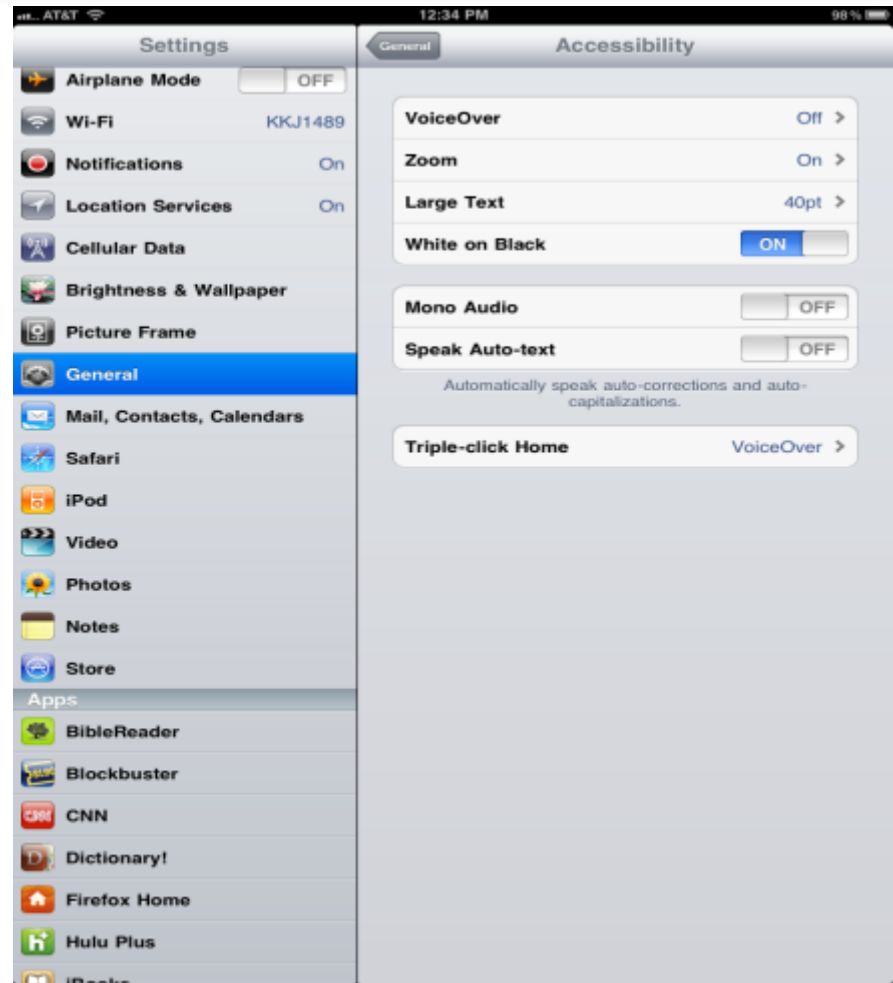 AT&T 12:34 PM 98%
Settings
Airplane Mode OFF
Wi-Fi KKJ1489
Notifications On
Location Services On
Cellular Data
Brightness & Wallpaper
Picture Frame
General
Mail, Contacts, Calendars
Safari
iPod
Video
Photos
Notes
Store
Apps
BibleReader
Blockbuster
CNN
Dictionary!
Firefox Home
Hulu Plus
iBooks
General Accessibility
VoiceOver Off
Zoom On
Large Text 40pt
White on Black ON
Mono Audio OFF
Speak Auto-text OFF
Automatically speak auto-corrections and auto-
capitalizations.
Triple-click Home VoiceOver